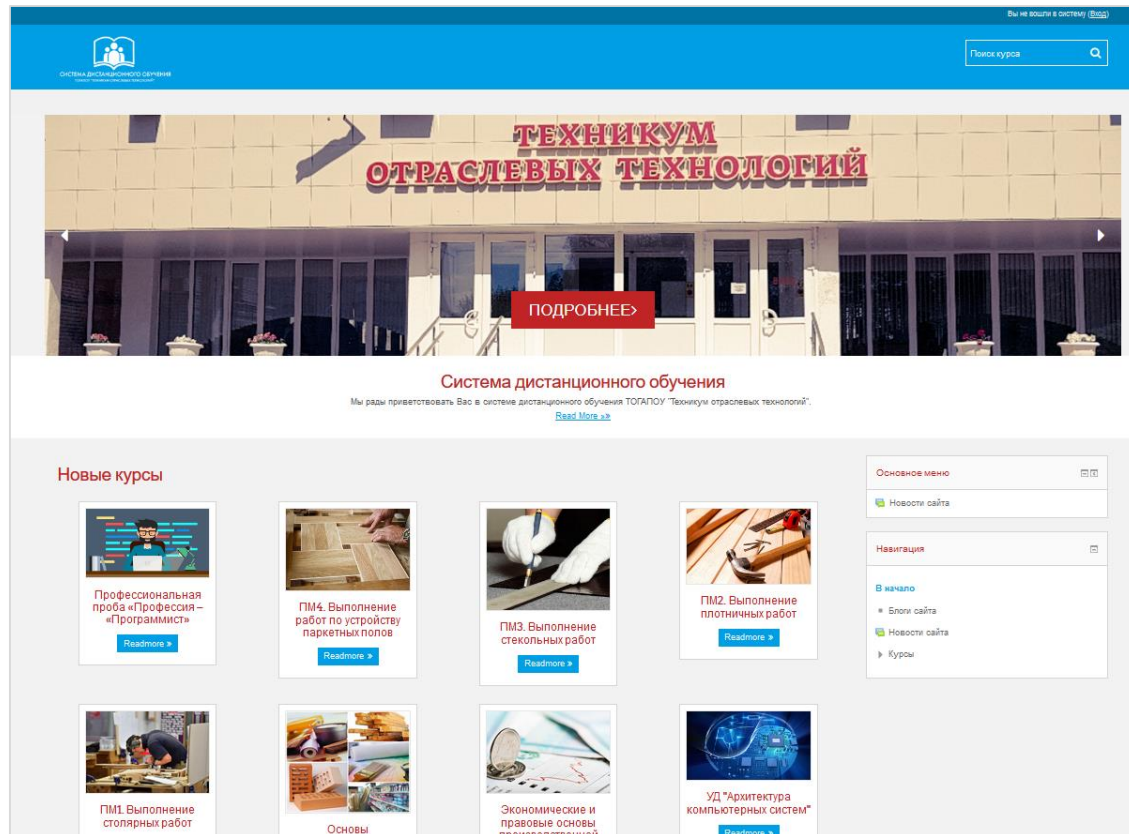 Вы не вошли в систему (Вход)
СИСТЕМА ДИСТАНЦИОННОГО ОБУЧЕНИЯ
Поиск курса
ТЕХНИКУМ
ОТРАСЛЕВЫХ ТЕХНОЛОГИЙ
ПОДРОБНЕЕ>
Система дистанционного обучения
Мы рады приветствовать Вас в системе дистанционного обучения ТОГАПОУ "Техникум отраслевых технологий".
Read More »»
Новые курсы
Профессиональная
проба «Профессия –
«Программист»
Readmore »
ПМ4. Выполнение
работ по устройству
паркетных полов
Readmore »
ПМ3. Выполнение
стекольных работ
Readmore »
ПМ2. Выполнение
плотничных работ
Readmore »
Основное меню
Новости сайта
Навигация
В начало
Блоги сайта
Новости сайта
Курсы
ПМ1. Выполнение
столярных работ
Основы
Экономические и
правовые основы
производственной
УД "Архитектура
компьютерных систем"
Readmore »